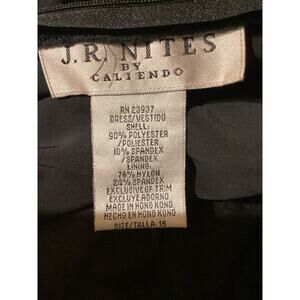 J.R. NITES
BY
CALIENDO
RN 23937
DRESS/VESTIDO
SHELL:
90% POLYESTER
/POLIESTER
10% SPANDEX
/SPANDEX
LINING:
76% NYLON
24% SPANDEX
EXCLUSIVE OF TRIM
EXCLUYE ADORNO
MADE IN HONG KONG
HECHO EN HONG KONG
SIZE/TALLA:16